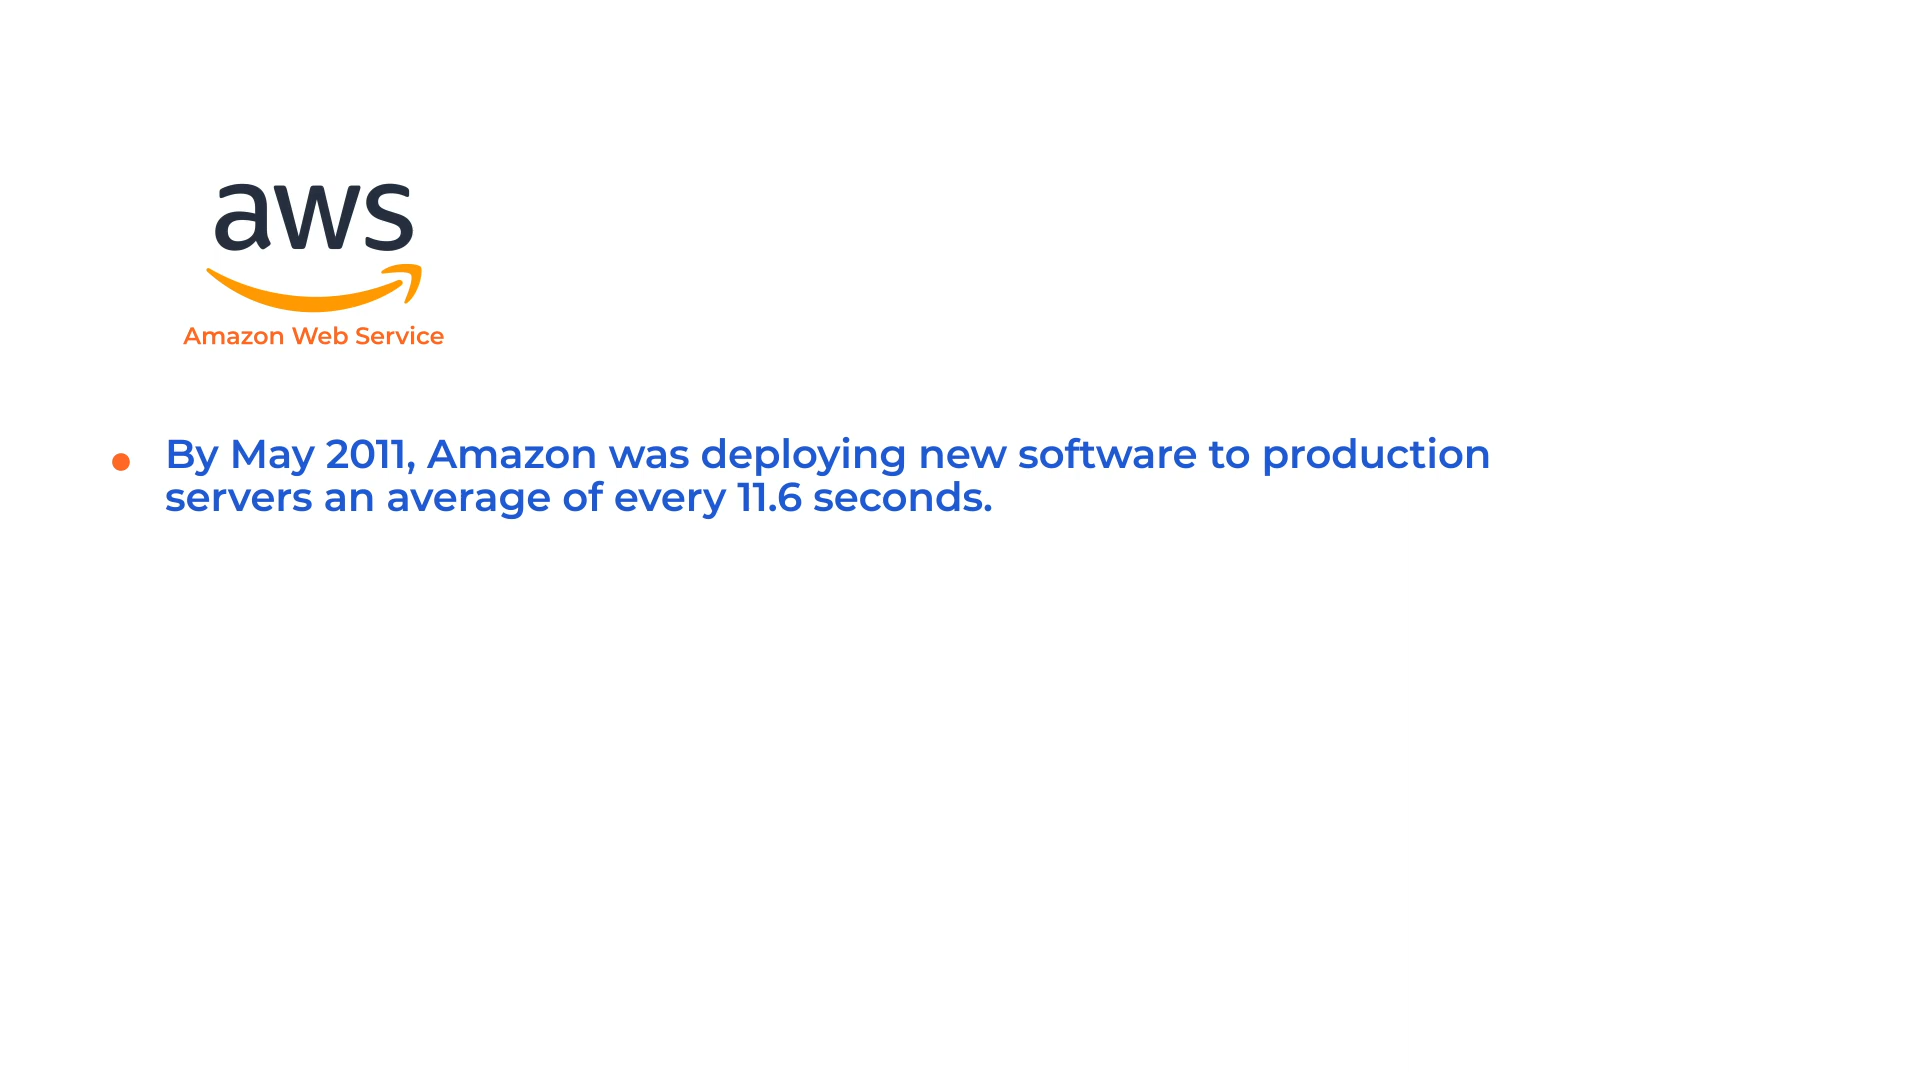 aws
Amazon Web Service
By May 2011, Amazon was deploying new software to production
servers an average of every 11.6 seconds.